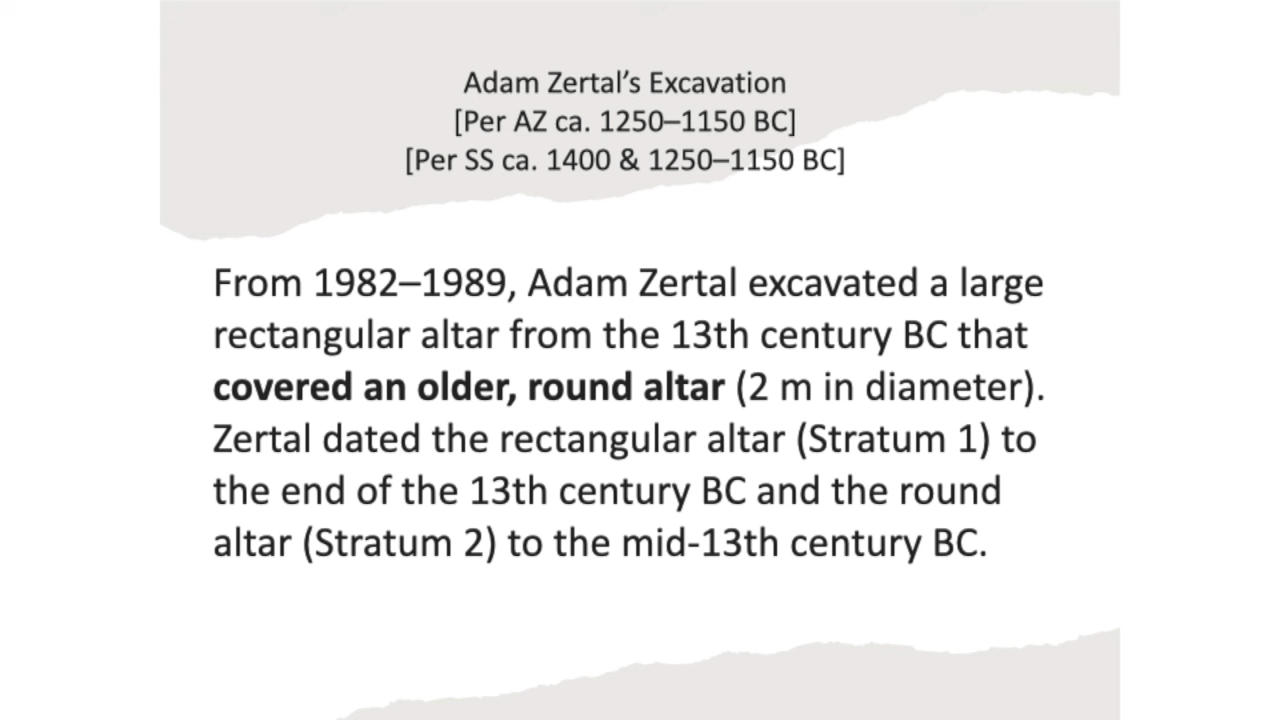 Adam Zertal’s Excavation
[Per AZ ca. 1250–1150 BC]
[Per SS ca. 1400 & 1250–1150 BC]
From 1982–1989, Adam Zertal excavated a large
rectangular altar from the 13th century BC that
covered an older, round altar (2 m in diameter).
Zertal dated the rectangular altar (Stratum 1) to
the end of the 13th century BC and the round
altar (Stratum 2) to the mid-13th century BC.